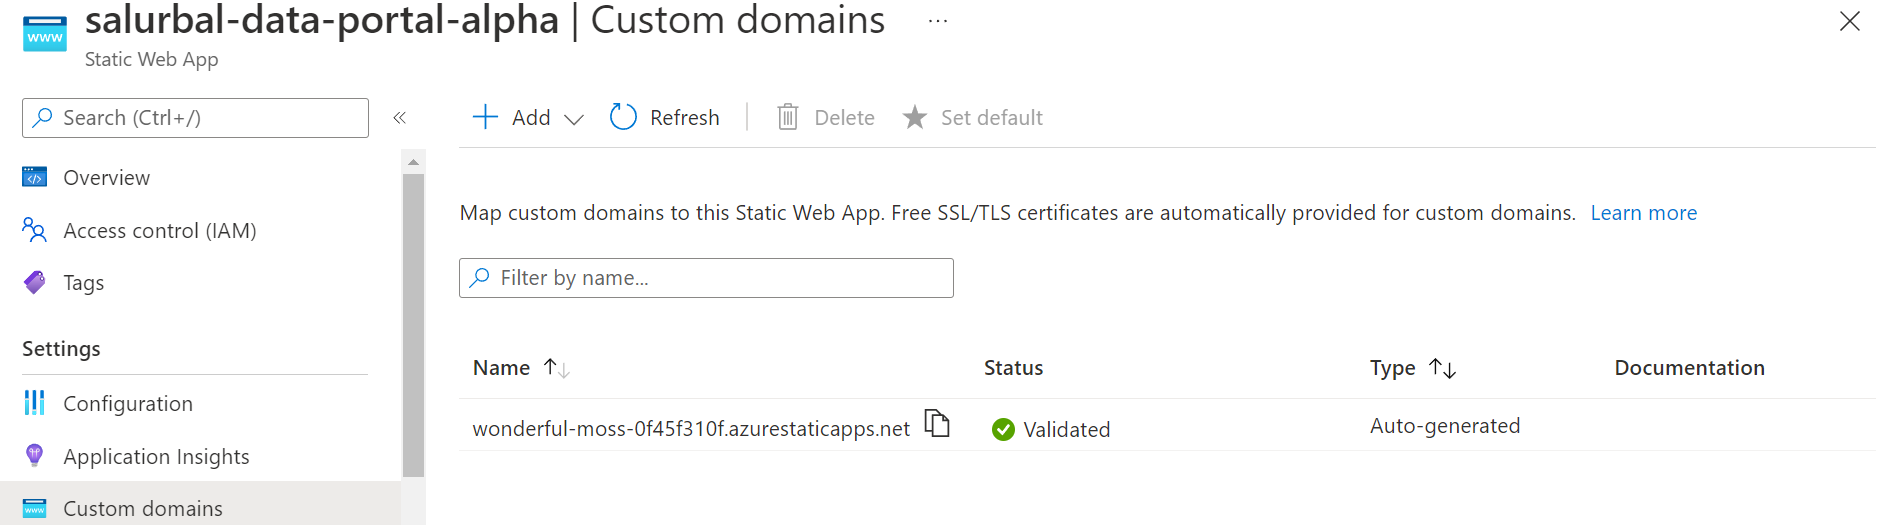 salurbal-data-portal-alpha | Custom domains ...
Static Web App
Search (Ctrl+/)
«
Overview
Access control (IAM)
Tags
Settings
Configuration
Application Insights
Custom domains
Add
Refresh
Delete
Set default
Map custom domains to this Static Web App. Free SSL/TLS certificates are automatically provided for custom domains. Learn more
Filter by name...
Name Status Type Documentation
wonderful-moss-0f45f310f.azurestaticapps.net Validated Auto-generated